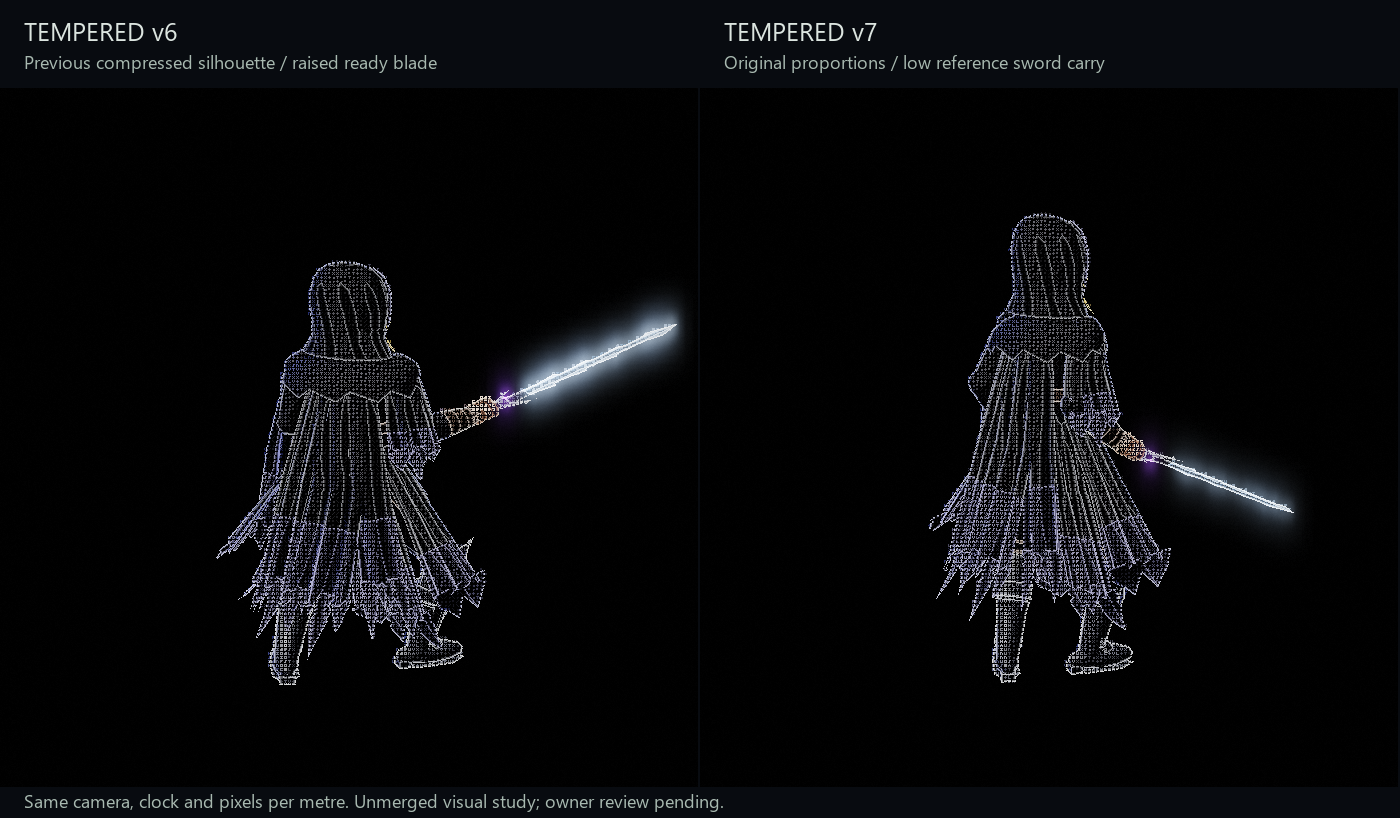 TEMPERED v6
Previous compressed silhouette / raised ready blade
TEMPERED v7
Original proportions / low reference sword carry
Same camera, clock and pixels per metre. Unmerged visual study; owner review pending.